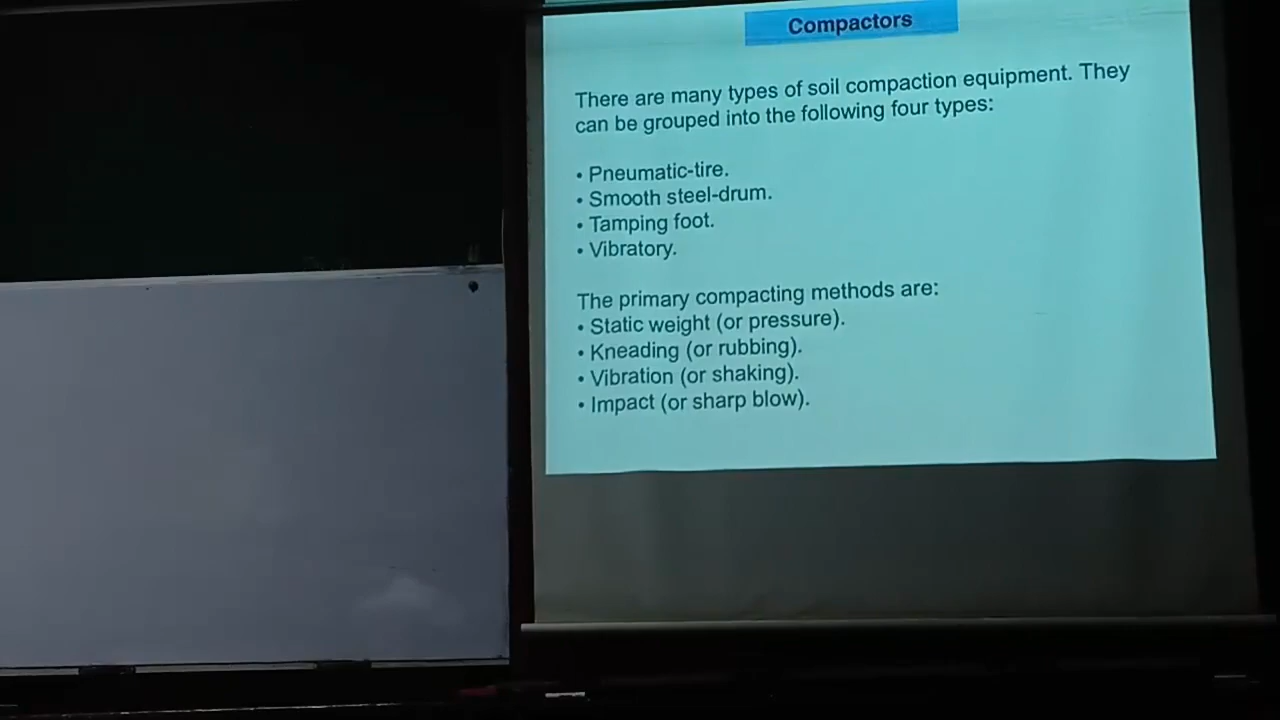 Compactors
There are many types of soil compaction equipment. They
can be grouped into the following four types:
• Pneumatic-tire.
• Smooth steel-drum.
• Tamping foot.
• Vibratory.
The primary compacting methods are:
• Static weight (or pressure).
• Kneading (or rubbing).
• Vibration (or shaking).
• Impact (or sharp blow).